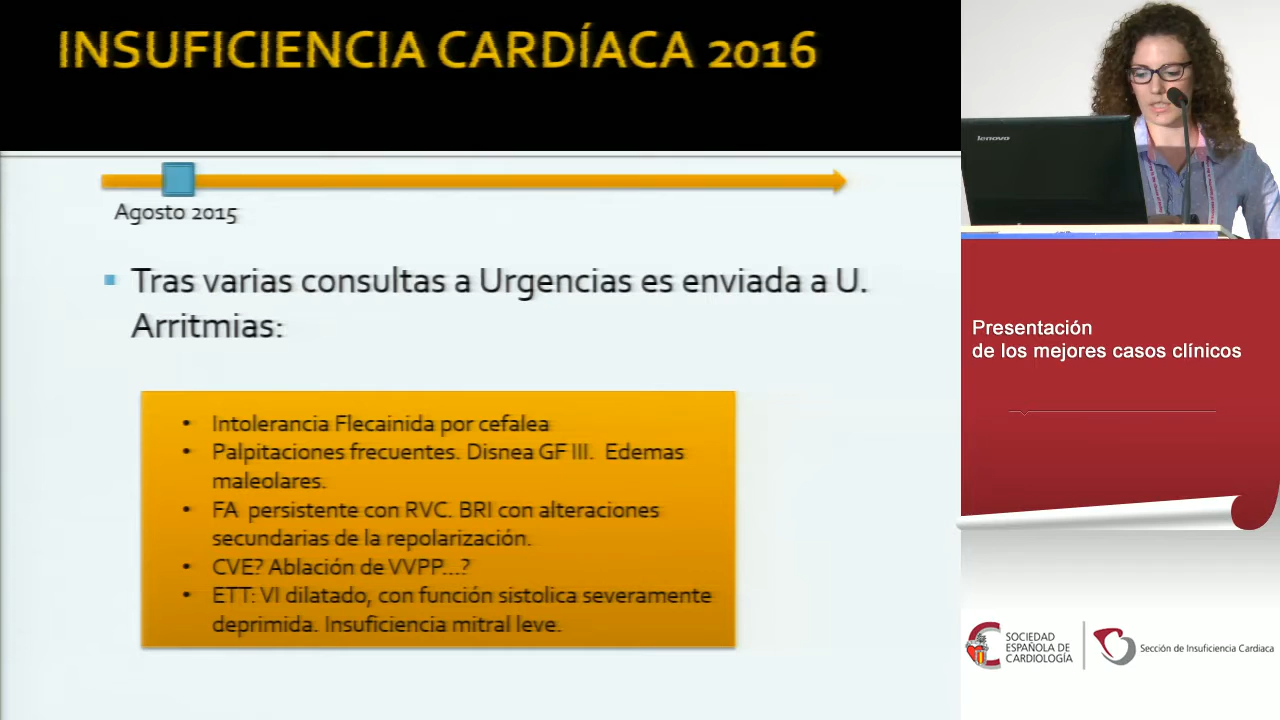 INSUFICIENCIA CARDÍACA 2016
Agosto 2015
Tras varias consultas a Urgencias es enviada a U.
Arritmias:
• Intolerancia Flecainida por cefalea
• Palpitaciones frecuentes. Disnea GF III. Edemas
maleolares.
• FA persistente con RVC. BRI con alteraciones
secundarias de la repolarización.
• CVE? Ablación de VVPP...?
• ETT: VI dilatado, con función sistolica severamente
deprimida. Insuficiencia mitral leve.
lenovo
Presentación
de los mejores casos clínicos
SOCIEDAD
ESPAÑOLA DE
CARDIOLOGÍA
Sección de Insuficiencia Cardiaca